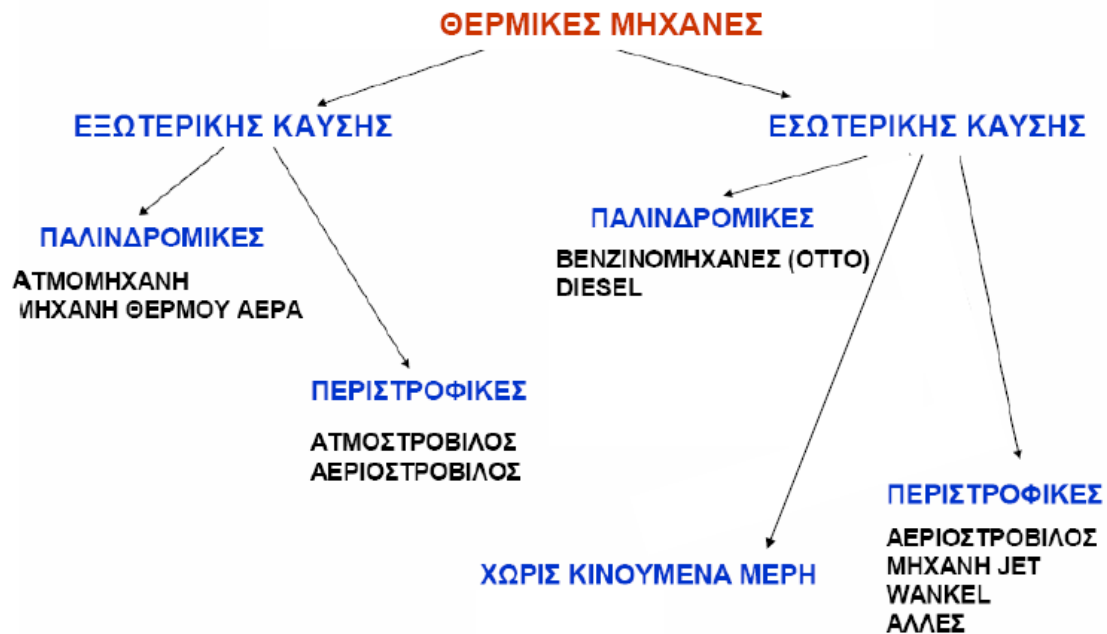 ΘΕΡΜΙΚΕΣ ΜΗΧΑΝΕΣ
ΕΞΩΤΕΡΙΚΗΣ ΚΑΥΣΗΣ
ΕΣΩΤΕΡΙΚΗΣ ΚΑΥΣΗΣ
ΠΑΛΙΝΔΡΟΜΙΚΕΣ
ΑΤΜΟΜΗΧΑΝΗ
ΜΗΧΑΝΗ ΘΕΡΜΟΥ ΑΕΡΑ
ΠΕΡΙΣΤΡΟΦΙΚΕΣ
ΑΤΜΟΣΤΡΟΒΙΛΟΣ
ΑΕΡΙΟΣΤΡΟΒΙΛΟΣ
ΠΑΛΙΝΔΡΟΜΙΚΕΣ
ΒΕΝΖΙΝΟΜΗΧΑΝΕΣ (OTTO)
DIESEL
ΧΩΡΙΣ ΚΙΝΟΥΜΕΝΑ ΜΕΡΗ
ΠΕΡΙΣΤΡΟΦΙΚΕΣ
ΑΕΡΙΟΣΤΡΟΒΙΛΟΣ
ΜΗΧΑΝΗ JET
WANKEL
ΑΛΛΕΣ